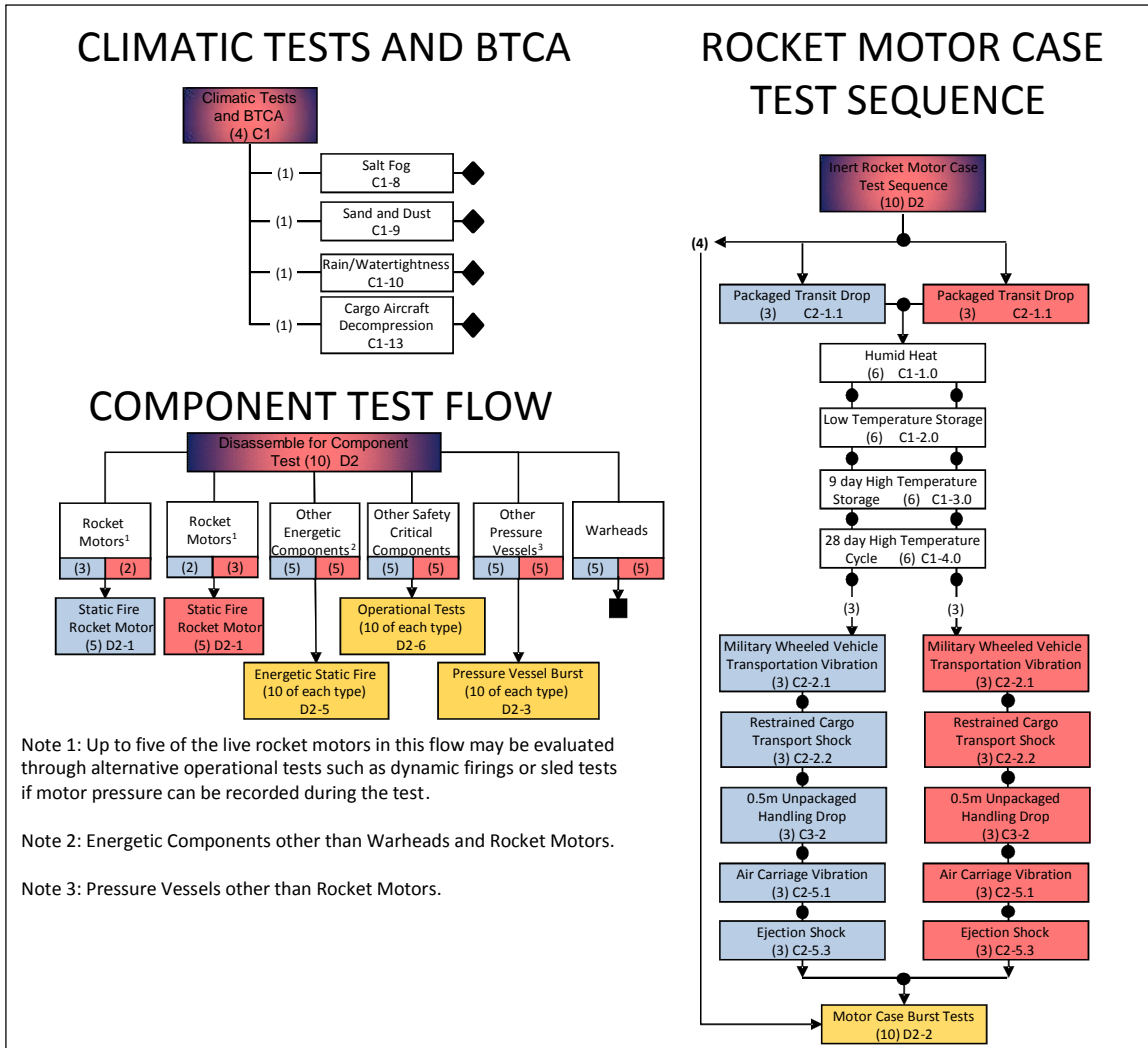 CLIMATIC TESTS AND BTCA
Climatic Tests
and BTCA
(4) C1
(1)
Salt Fog
C1-8
(1)
Sand and Dust
C1-9
(1)
Rain/Watertightness
C1-10
(1)
Cargo Aircraft
Decompression
C1-13
COMPONENT TEST FLOW
Disassemble for Component
Test (10) D2
Rocket
Motors1
(3)
(2)
Rocket
Motors1
(2)
(3)
Other
Energetic
Components2
(5)
(5)
Other Safety
Critical
Components
(5)
(5)
Other
Pressure
Vessels3
(5)
(5)
Warheads
(5)
(5)
Static Fire
Rocket Motor
(5) D2-1
Static Fire
Rocket Motor
(5) D2-1
Operational Tests
(10 of each type)
D2-6
Energetic Static Fire
(10 of each type)
D2-5
Pressure Vessel Burst
(10 of each type)
D2-3
Note 1: Up to five of the live rocket motors in this flow may be evaluated
through alternative operational tests such as dynamic firings or sled tests
if motor pressure can be recorded during the test.
Note 2: Energetic Components other than Warheads and Rocket Motors.
Note 3: Pressure Vessels other than Rocket Motors.
ROCKET MOTOR CASE
TEST SEQUENCE
Inert Rocket Motor Case
Test Sequence
(10) D2
(4)
Packaged Transit Drop
(3) C2-1.1
Packaged Transit Drop
(3) C2-1.1
Humid Heat
(6) C1-1.0
Low Temperature Storage
(6) C1-2.0
9 day High Temperature
Storage (6) C1-3.0
28 day High Temperature
Cycle (6) C1-4.0
(3)
(3)
Military Wheeled Vehicle
Transportation Vibration
(3) C2-2.1
Military Wheeled Vehicle
Transportation Vibration
(3) C2-2.1
Restrained Cargo
Transport Shock
(3) C2-2.2
Restrained Cargo
Transport Shock
(3) C2-2.2
0.5m Unpackaged
Handling Drop
(3) C3-2
0.5m Unpackaged
Handling Drop
(3) C3-2
Air Carriage Vibration
(3) C2-5.1
Air Carriage Vibration
(3) C2-5.1
Ejection Shock
(3) C2-5.3
Ejection Shock
(3) C2-5.3
Motor Case Burst Tests
(10) D2-2